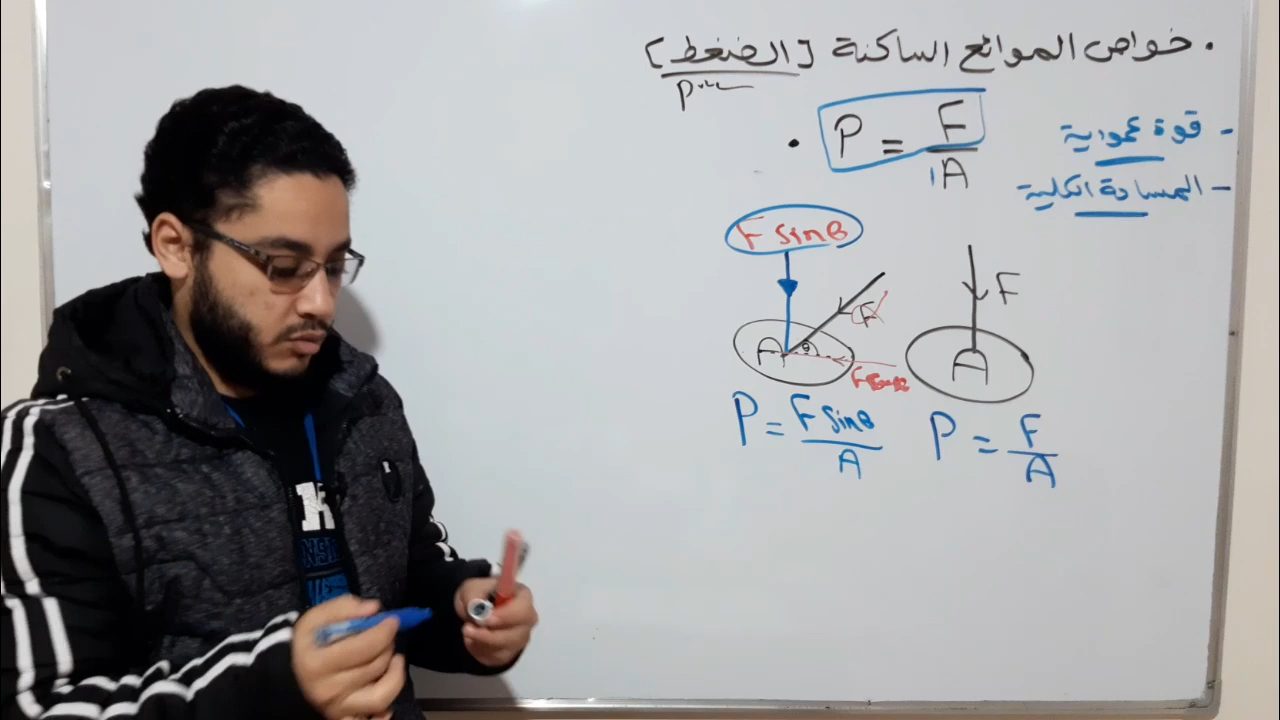 . خواص الموائع الساكنة [الضغط]
P = F / A
- قوة عمودية
- المساحة الكلية
F sinθ
F
F
θ
A
A
P = F sinθ / A
P = F / A